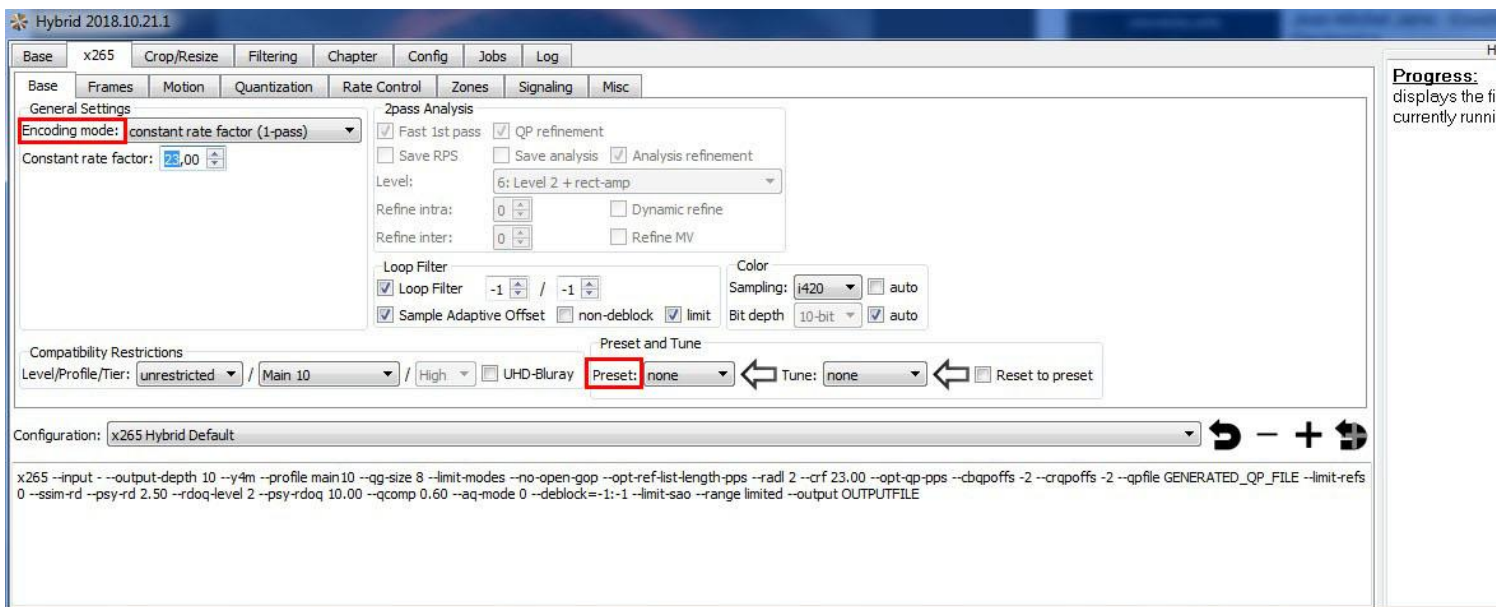 Hybrid 2018.10.21.1
Base x265 Crop/Resize Filtering Chapter Config Jobs Log
Base Frames Motion Quantization Rate Control Zones Signaling Misc
General Settings
Encoding mode: constant rate factor (1-pass)
Constant rate factor: 23,00
2pass Analysis
Fast 1st pass QP refinement
Save RPS Save analysis Analysis refinement
Level: 6: Level 2 + rect-amp
Refine intra: 0 Dynamic refine
Refine inter: 0 Refine MV
Loop Filter
Loop Filter -1 / -1
Sample Adaptive Offset non-deblock limit
Color
Sampling: i420 auto
Bit depth 10-bit auto
Compatibility Restrictions
Level/Profile/Tier: unrestricted / Main 10 / High UHD-Bluray
Preset and Tune
Preset: none Tune: none Reset to preset
Configuration: x265 Hybrid Default
x265 --input - --output-depth 10 --y4m --profile main10 --qg-size 8 --limit-modes --no-open-gop --opt-ref-list-length-pps --radl 2 --crf 23.00 --opt-qp-pps --cbqpoffs -2 --crqpoffs -2 --qpfile GENERATED_QP_FILE --limit-refs
0 --ssim-rd --psy-rd 2.50 --rdoq-level 2 --psy-rdoq 10.00 --qcomp 0.60 --aq-mode 0 --deblock=-1:-1 --limit-sao --range limited --output OUTPUTFILE
H
Progress:
displays the fi
currently runni